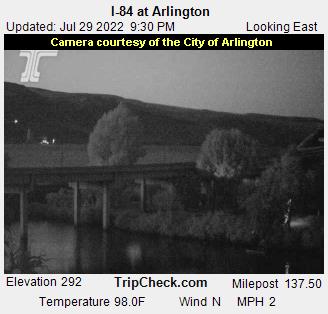 I-84 at Arlington
Updated: Jul 29 2022 9:30 PM Looking East
Camera courtesy of the City of Arlington
Elevation 292 TripCheck.com Milepost 137.50
Temperature 98.0F Wind N MPH 2